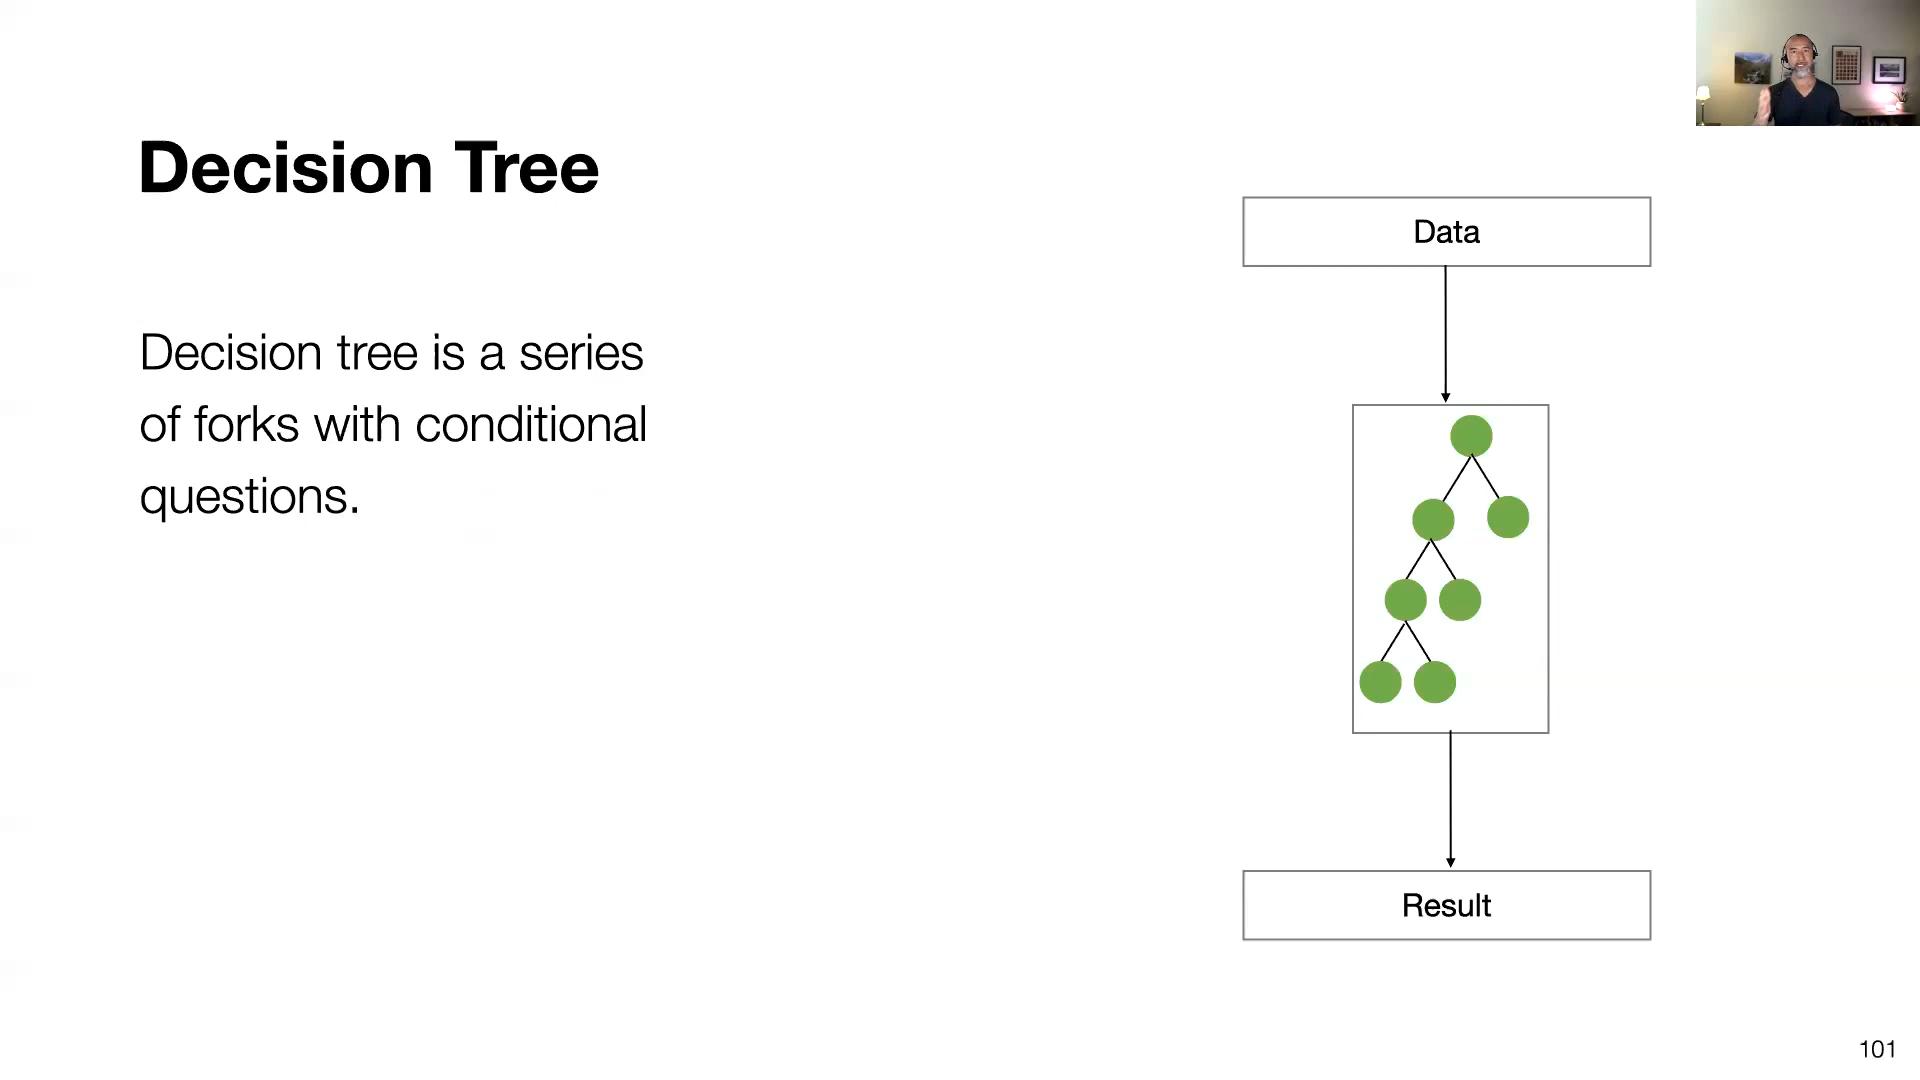 Decision Tree
Decision tree is a series
of forks with conditional
questions.
Data
Result
101